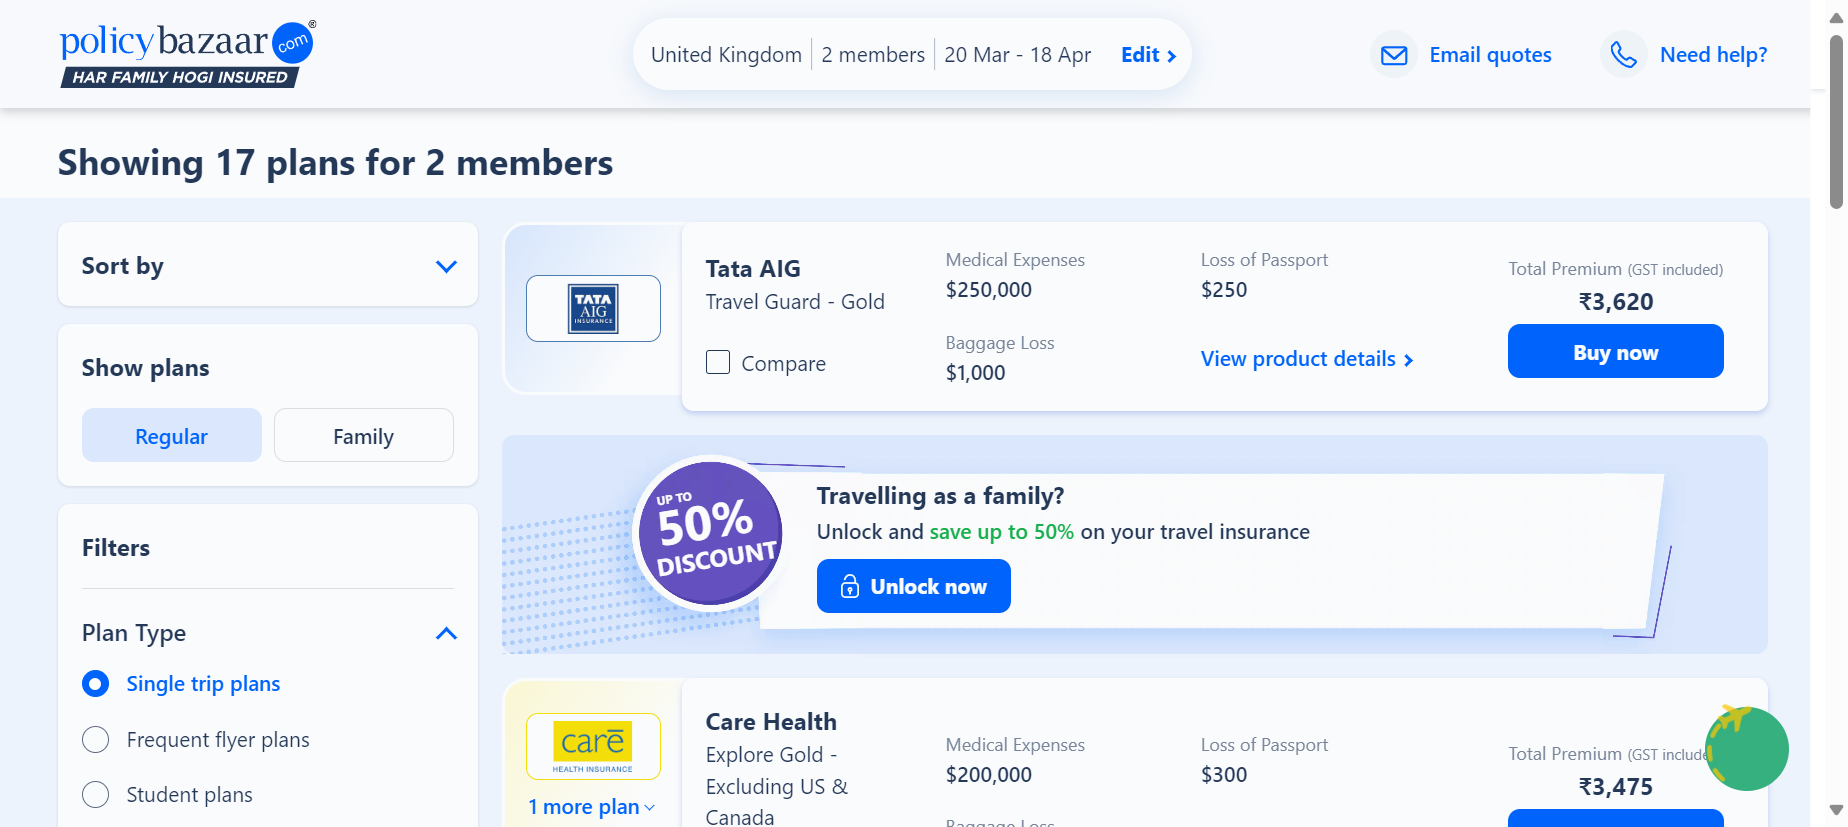 policybazaar.com®
HAR FAMILY HOGI INSURED
United Kingdom
2 members
20 Mar - 18 Apr
Edit
Email quotes
Need help?
Showing 17 plans for 2 members
Sort by
Show plans
Regular
Family
Filters
Plan Type
Single trip plans
Frequent flyer plans
Student plans
TATA
AIG
INSURANCE
Tata AIG
Travel Guard - Gold
Compare
Medical Expenses
$250,000
Baggage Loss
$1,000
Loss of Passport
$250
View product details
Total Premium (GST included)
₹3,620
Buy now
UP TO
50%
DISCOUNT
Travelling as a family?
Unlock and save up to 50% on your travel insurance
Unlock now
care
HEALTH INSURANCE
1 more plan
Care Health
Explore Gold -
Excluding US &
Canada
Medical Expenses
$200,000
Baggage Loss
Loss of Passport
$300
Total Premium (GST include
₹3,475